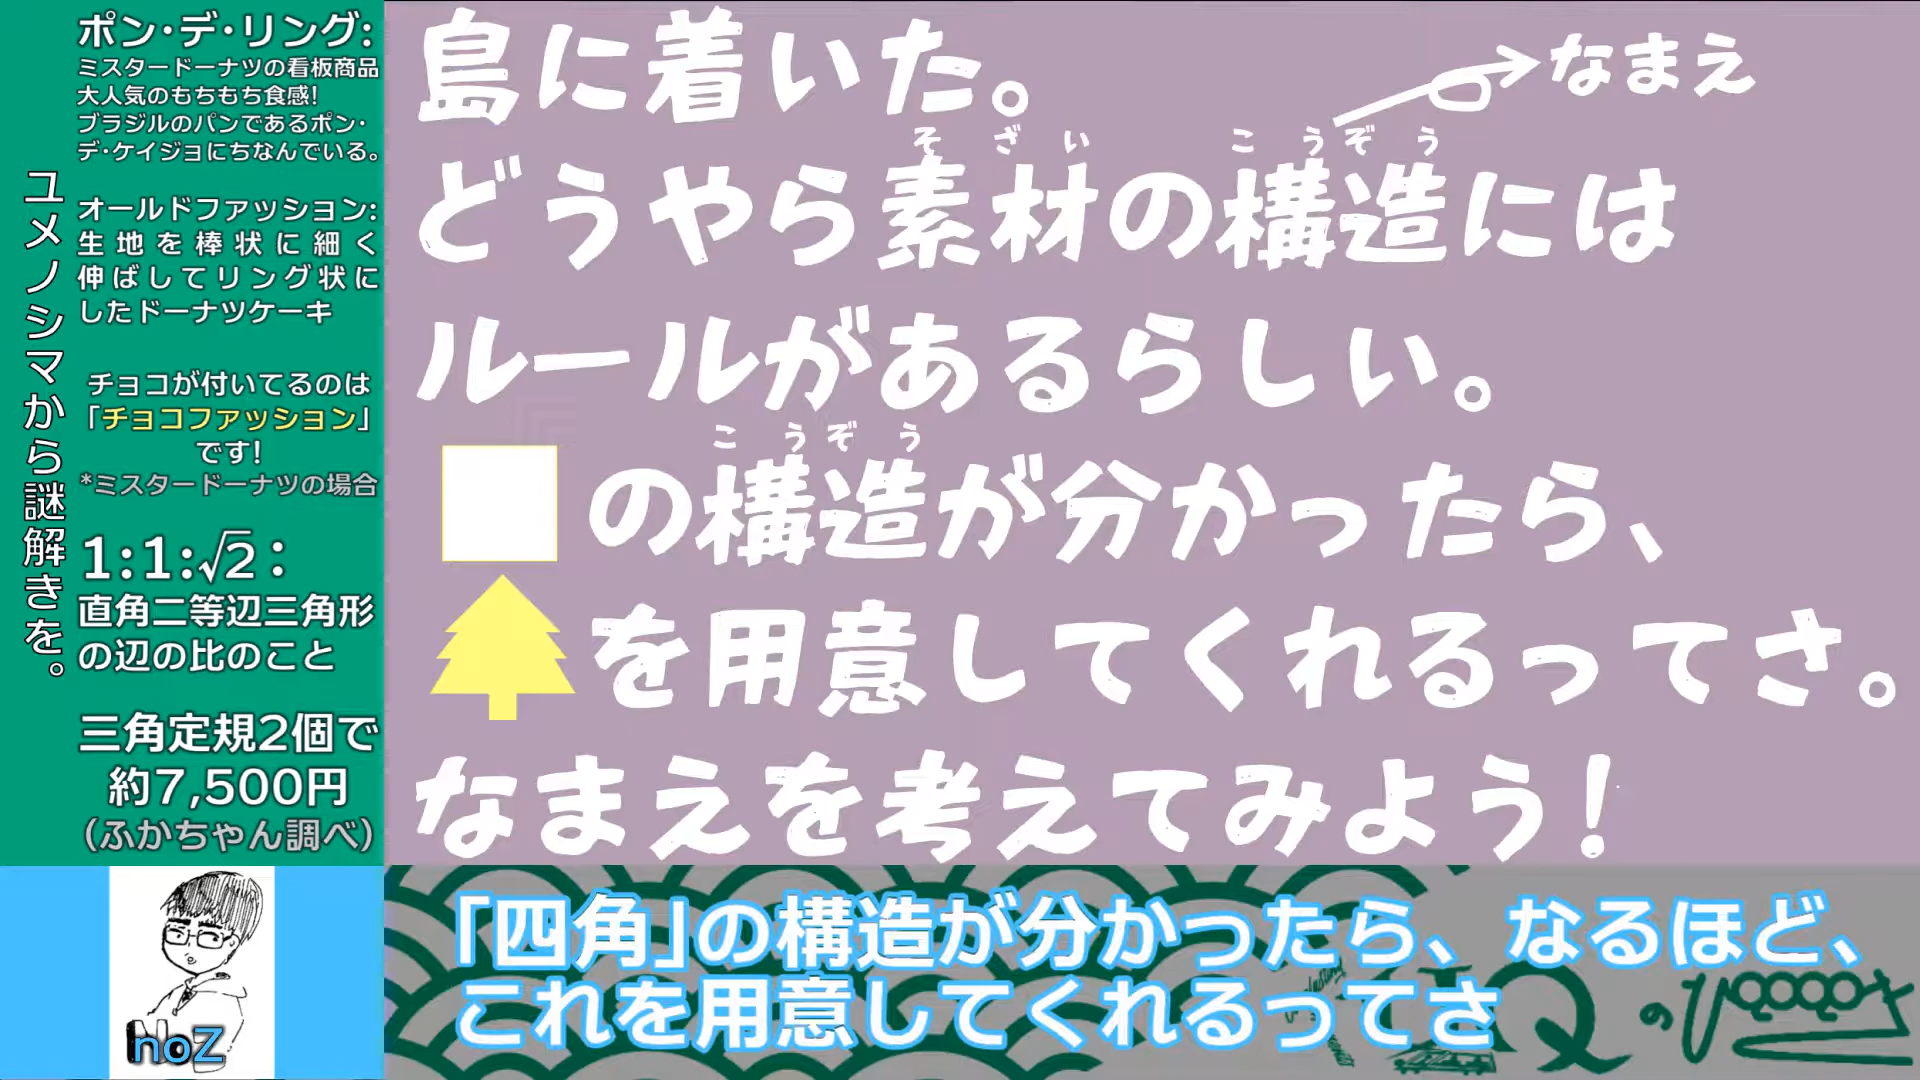 ユメノシマから謎解きを。
ポン・デ・リング:
ミスタードーナツの看板商品
大人気のもちもち食感!
ブラジルのパンであるポン・
デ・ケイジョにちなんでいる。
オールドファッション:
生地を棒状に細く
伸ばしてリング状に
したドーナツケーキ
チョコが付いてるのは
「チョコファッション」
です!
*ミスタードーナツの場合
1:1:√2:
直角二等辺三角形
の辺の比のこと
三角定規2個で
約7,500円
(ふかちゃん調べ)
島に着いた。
なまえ
そざい こうぞう
どうやら素材の構造には
ルールがあるらしい。
こうぞう
の構造が分かったら、
を用意してくれるってさ。
なまえを考えてみよう!
noZ
「四角」の構造が分かったら、なるほど、
これを用意してくれるってさ